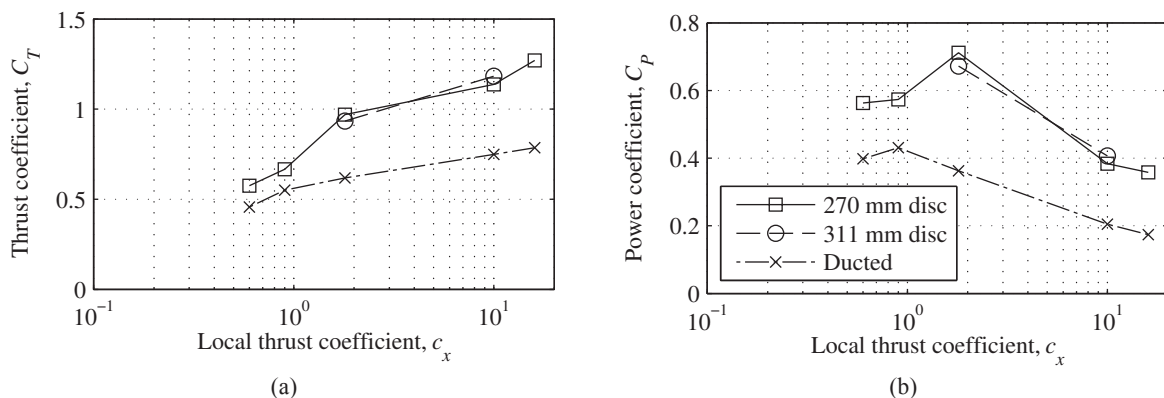 1.5
1
0.5
0
Thrust coefficient, C_T
10^-1
10^0
10^1
Local thrust coefficient, c_x
(a)
0.8
0.6
0.4
0.2
0
Power coefficient, C_P
270 mm disc
311 mm disc
Ducted
10^-1
10^0
10^1
Local thrust coefficient, c_x
(b)